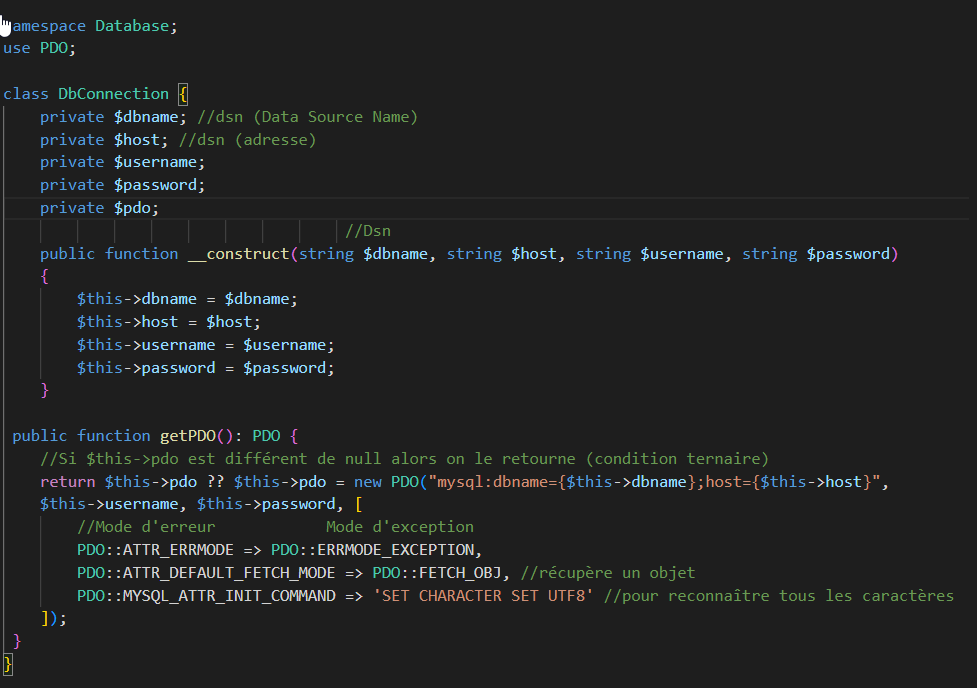 amespace Database;
use PDO;
class DbConnection {
private $dbname; //dsn (Data Source Name)
private $host; //dsn (adresse)
private $username;
private $password;
private $pdo;
//Dsn
public function __construct(string $dbname, string $host, string $username, string $password)
{
$this->dbname = $dbname;
$this->host = $host;
$this->username = $username;
$this->password = $password;
}
public function getPDO(): PDO {
//Si $this->pdo est différent de null alors on le retourne (condition ternaire)
return $this->pdo ?? $this->pdo = new PDO("mysql:dbname={$this->dbname};host={$this->host}",
$this->username, $this->password, [
//Mode d'erreur Mode d'exception
PDO::ATTR_ERRMODE => PDO::ERRMODE_EXCEPTION,
PDO::ATTR_DEFAULT_FETCH_MODE => PDO::FETCH_OBJ, //récupère un objet
PDO::MYSQL_ATTR_INIT_COMMAND => 'SET CHARACTER SET UTF8' //pour reconnaître tous les caractères
]);
}
}